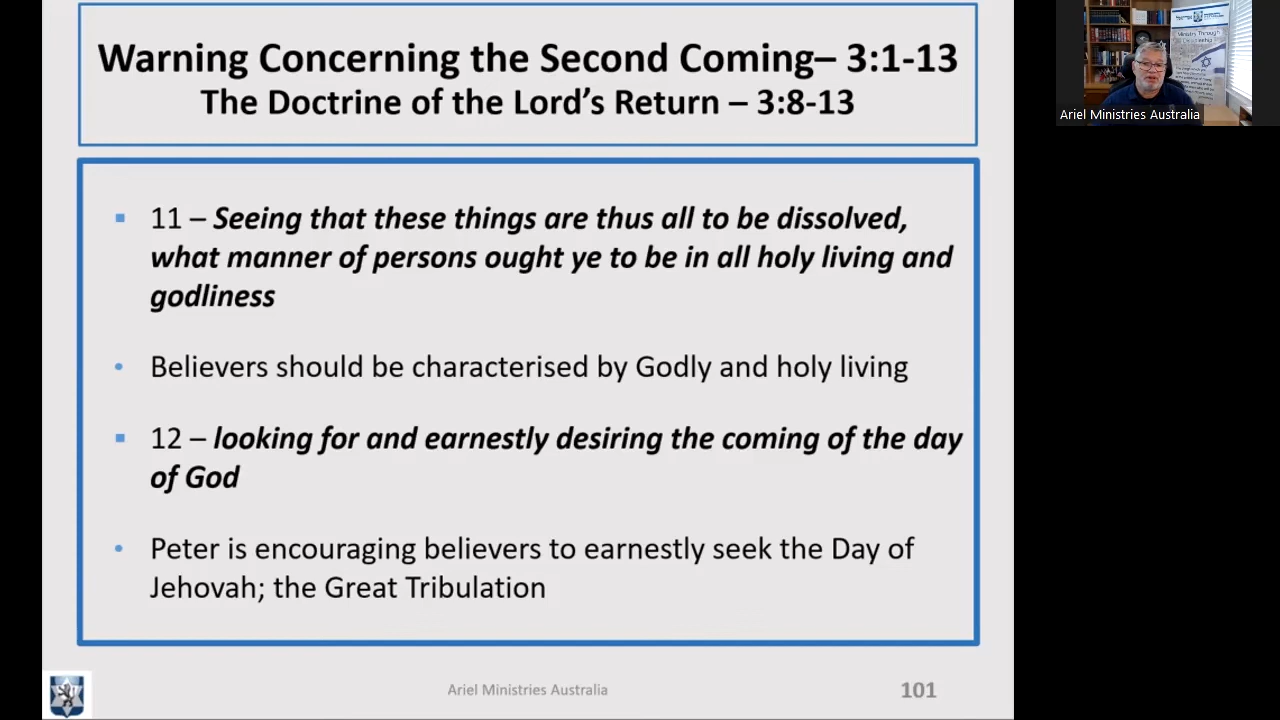 Warning Concerning the Second Coming– 3:1-13
The Doctrine of the Lord's Return – 3:8-13
11 – Seeing that these things are thus all to be dissolved,
what manner of persons ought ye to be in all holy living and
godliness
Believers should be characterised by Godly and holy living
12 – looking for and earnestly desiring the coming of the day
of God
Peter is encouraging believers to earnestly seek the Day of
Jehovah; the Great Tribulation
Ariel Ministries Australia
101
Ministry Through
Ariel Ministries Australia